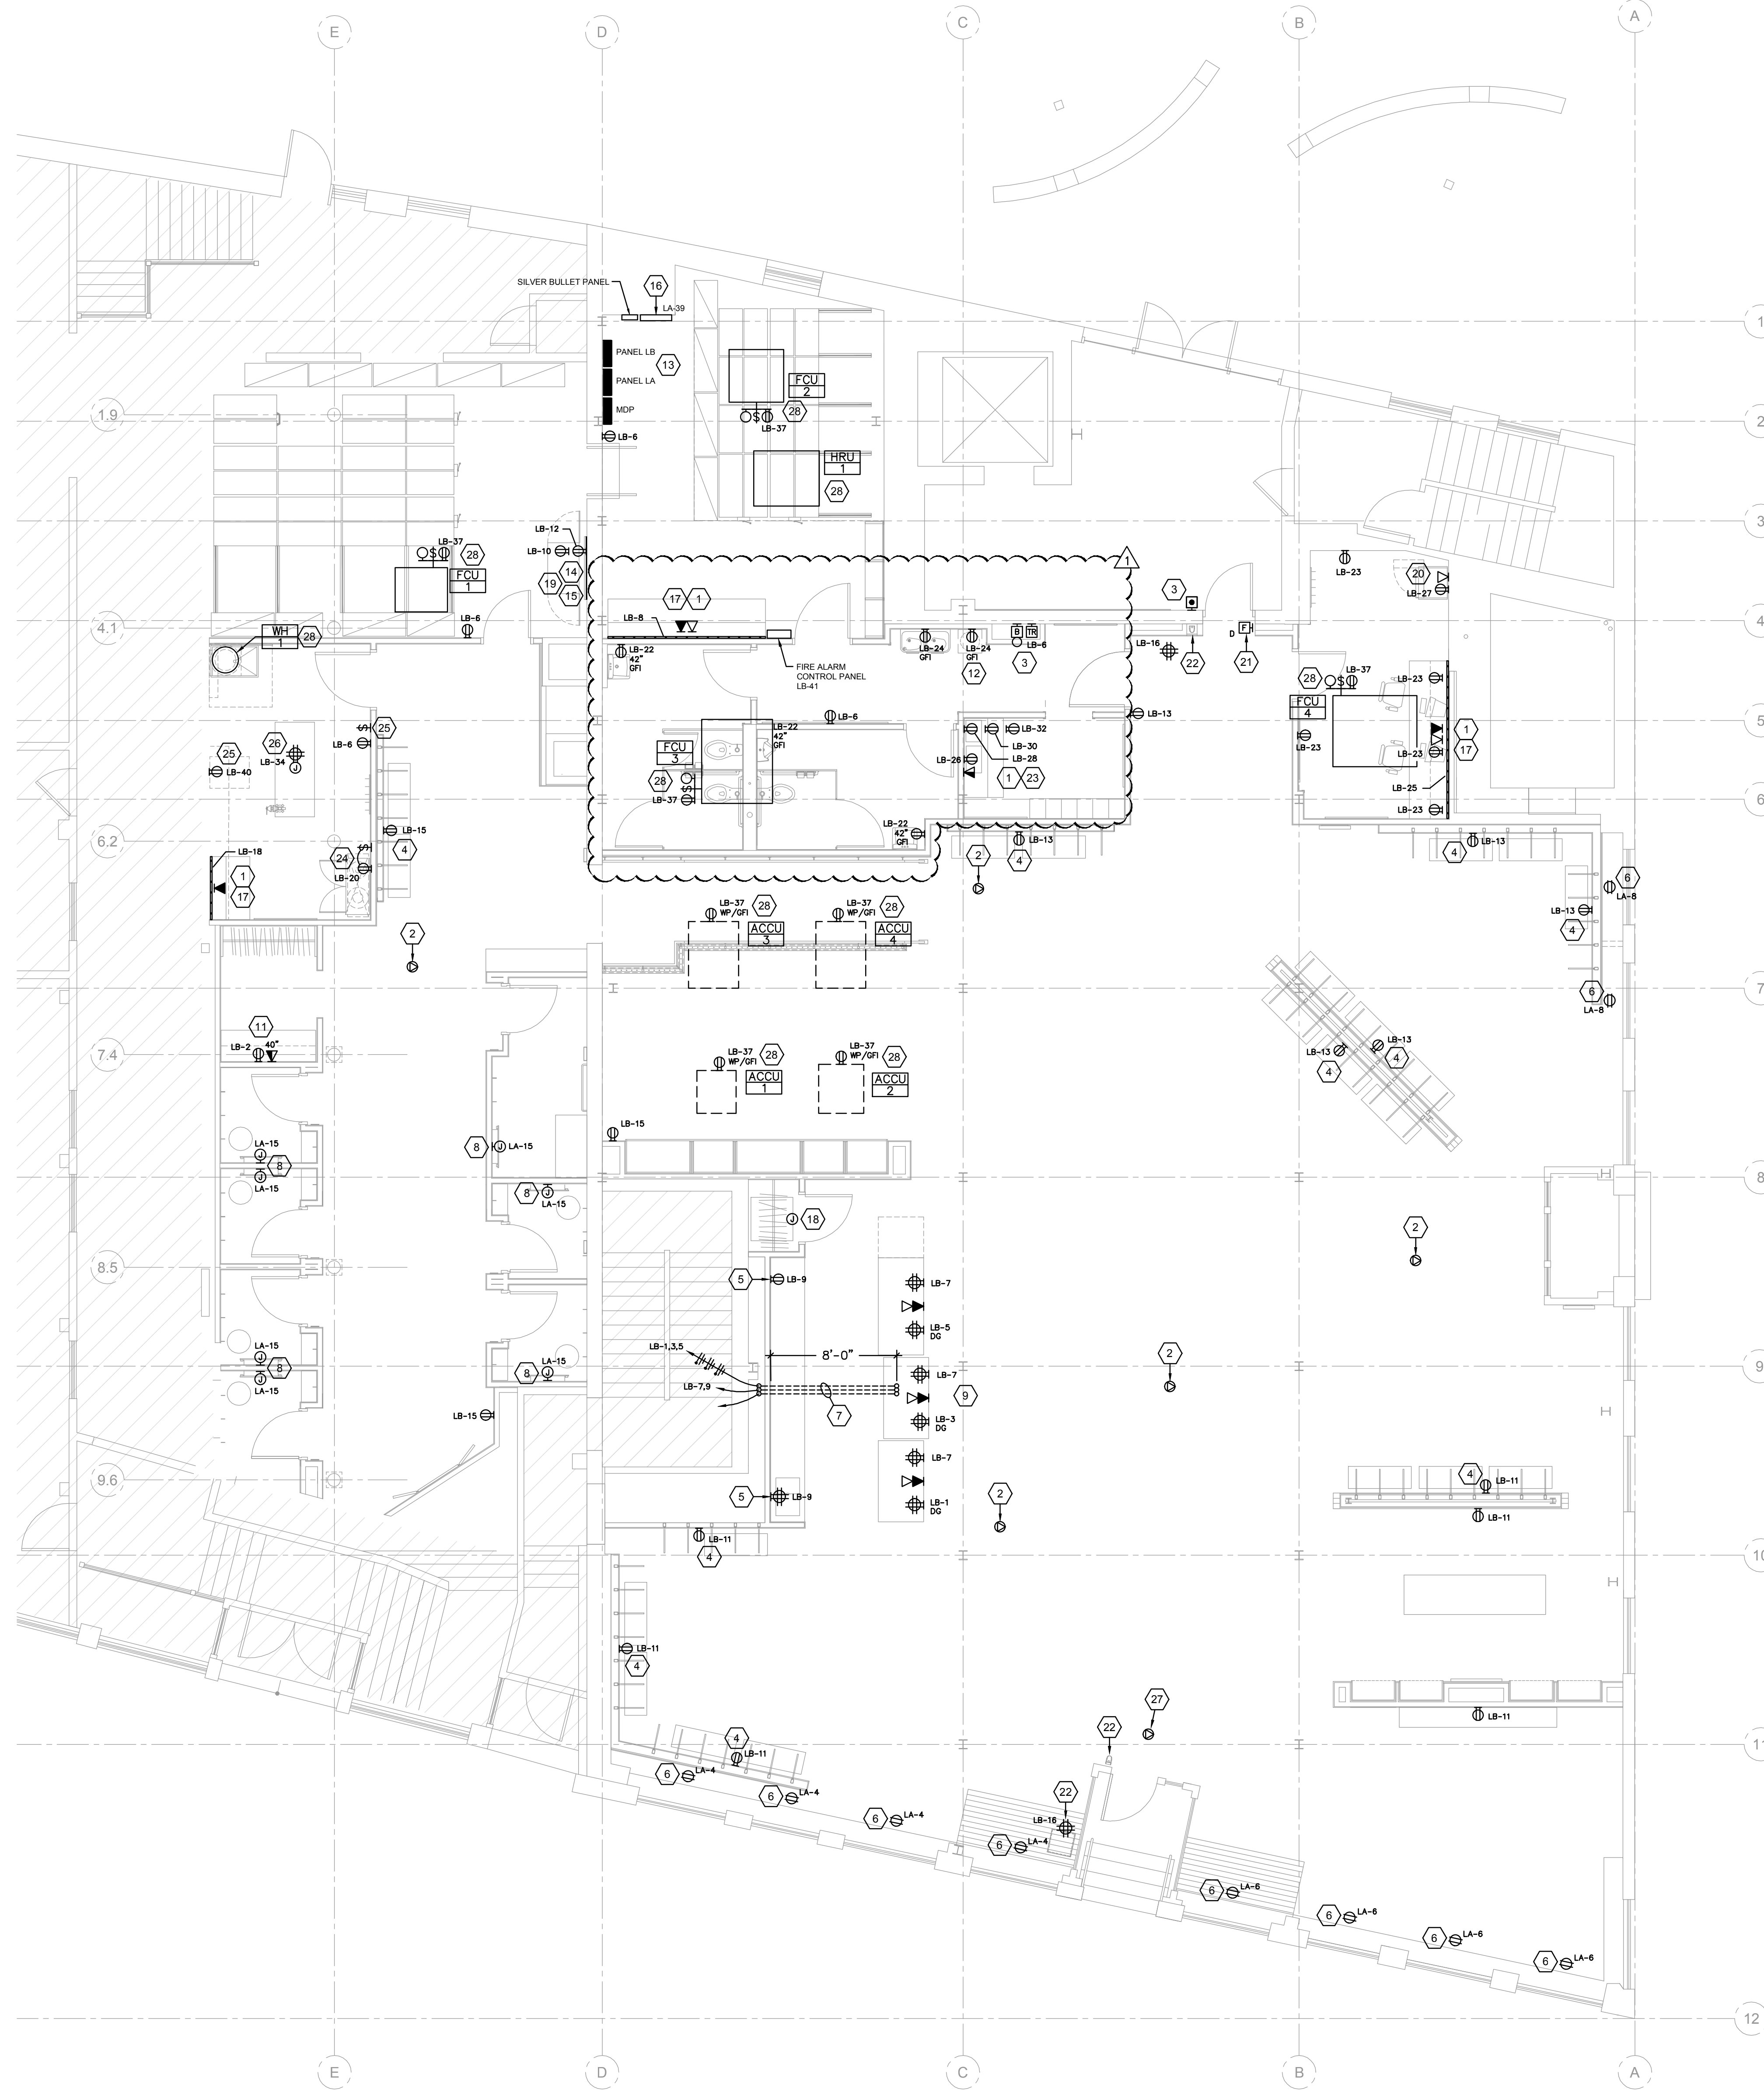 E
D
C
B
A
SILVER BULLET PANEL
16
LA-39
1
PANEL LB
13
PANEL LA
MDP
FCU
2
28
LB-37
1.9
2
LB-6
HRU
1
28
3
LB-12
LB-10
14
19
15
LB-37
28
FCU
1
1
LB-23
20
LB-27
17
1
LB-8
3
4.1
4
LB-6
WH
1
28
LB-22
42"
GFI
LB-24
GFI
LB-24
GFI
B
TR
LB-6
12
3
LB-16
22
D
F
21
FIRE ALARM
CONTROL PANEL
LB-41
28
LB-37
FCU
4
LB-23
5
LB-6
LB-13
LB-22
42"
GFI
LB-32
LB-30
LB-28
LB-26
1
23
LB-23
LB-23
1
17
LB-25
LB-23
25
LB-6
26
25
LB-34
J
LB-40
FCU
3
28
$
LB-37
6
LB-15
4
6.2
LB-22
42"
GFI
LB-13
4
2
LB-13
4
LB-18
1
17
24
LB-20
6
LA-8
LB-13
4
LB-37
WP/GFI
28
ACCU
3
LB-37
WP/GFI
28
ACCU
4
2
6
LA-8
7
11
LB-2
40"
7.4
LB-37
WP/GFI
28
ACCU
1
LB-37
WP/GFI
28
ACCU
2
LB-13
4
LB-13
4
LB-15
LA-15
J
8
J
LA-15
8
J
LA-15
8
J
LA-15
8
J
18
2
8.5
5
LB-9
LB-7
LB-5
DG
LB-1,3,5
8'-0"
2
LA-15
J
8
J
LA-15
8
LA-15
J
LB-7,9
7
LB-7
9
LB-3
DG
9
LB-15
9.6
5
LB-9
LB-7
LB-1
DG
2
4
LB-11
LB-11
LB-11
4
10
LB-11
4
27
LB-11
22
4
LB-11
11
6
LA-4
6
LA-4
6
LA-4
22
LB-16
6
LA-4
6
LA-6
6
LA-6
6
LA-6
6
LA-6
12
E
D
C
B
A